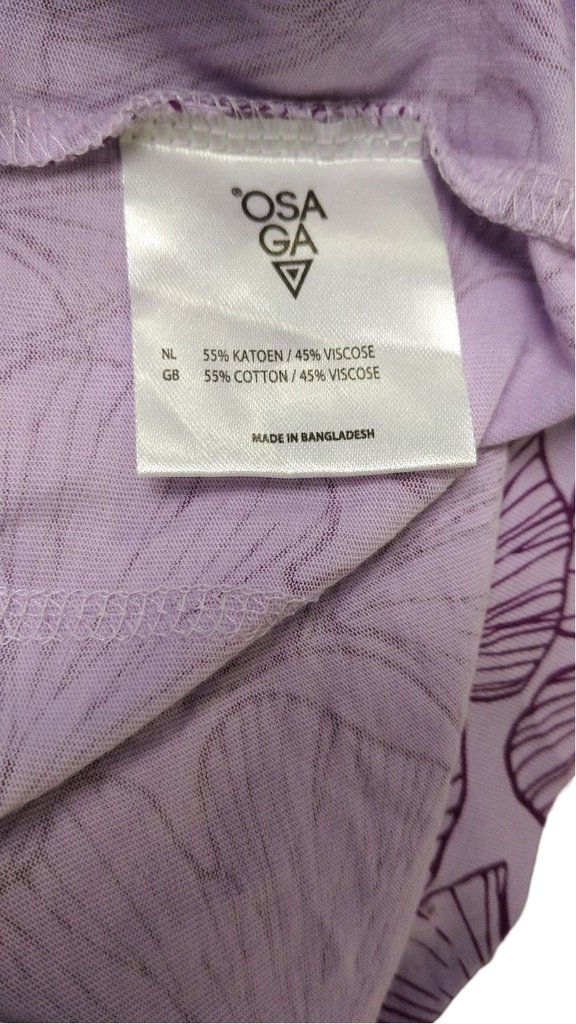 ®OSA
GA
NL 55% KATOEN / 45% VISCOSE
GB 55% COTTON / 45% VISCOSE
MADE IN BANGLADESH